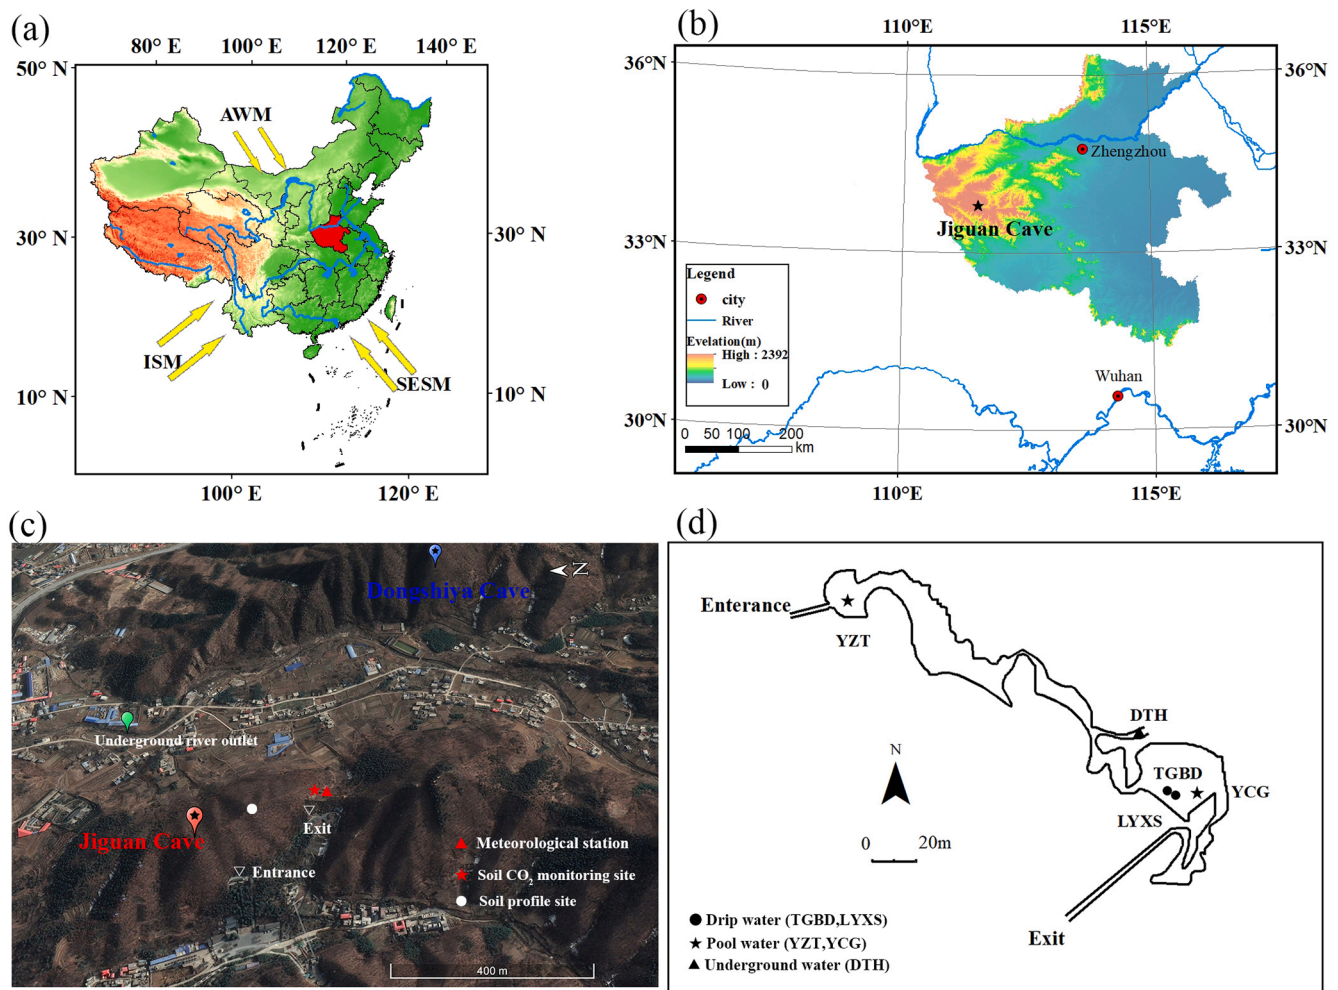 (a)
80° E 100° E 120° E 140° E
50° N
AWM
30° N
30° N
ISM
SESM
10° N
10° N
100° E 120° E
(b)
110°E 115°E
36°N
36°N
Zhengzhou
Jiguan Cave
33°N
33°N
Legend
city
River
Evelation(m)
High : 2392
Low : 0
Wuhan
30°N
30°N
0 50 100 200
km
110°E 115°E
(c)
Dongshiya Cave
N
Underground river outlet
Jiguan Cave
Exit
Entrance
Meteorological station
Soil CO₂ monitoring site
Soil profile site
400 m
(d)
Enterance
YZT
DTH
N
TGBD
YCG
LYXS
0 20m
Exit
Drip water (TGBD,LYXS)
Pool water (YZT,YCG)
Underground water (DTH)